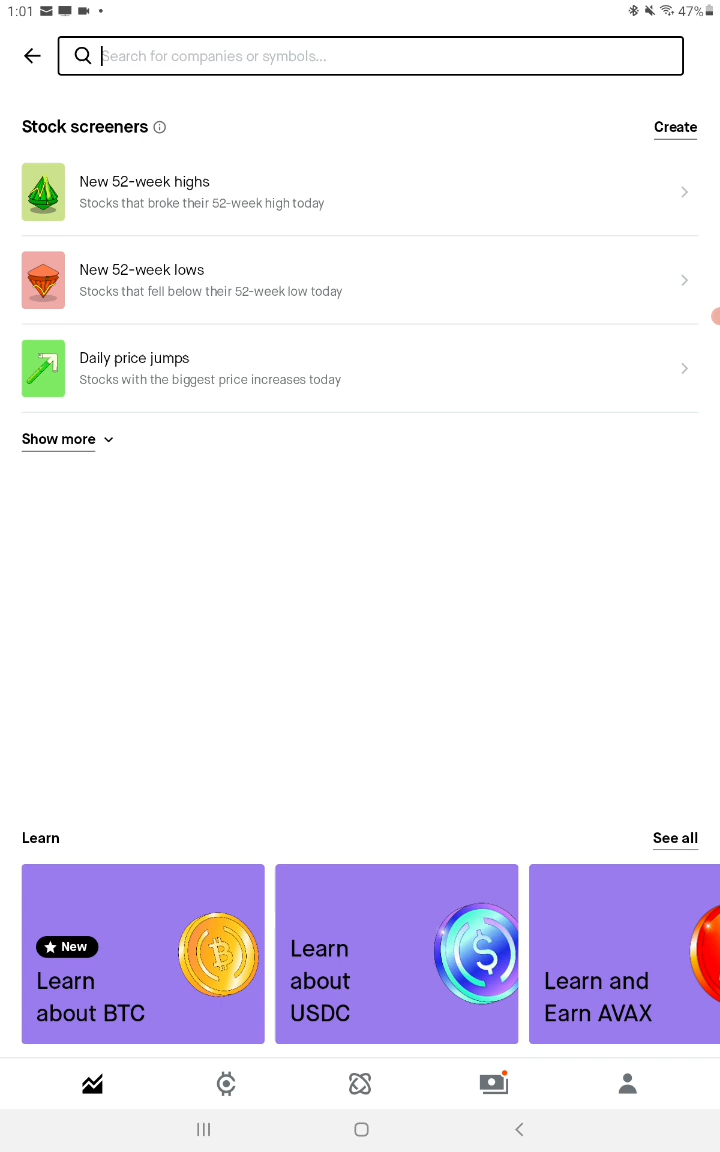 1:01
47%
Search for companies or symbols...
Stock screeners
Create
New 52-week highs
Stocks that broke their 52-week high today
New 52-week lows
Stocks that fell below their 52-week low today
Daily price jumps
Stocks with the biggest price increases today
Show more
Learn
See all
New
Learn
about BTC
Learn
about
USDC
Learn and
Earn AVAX